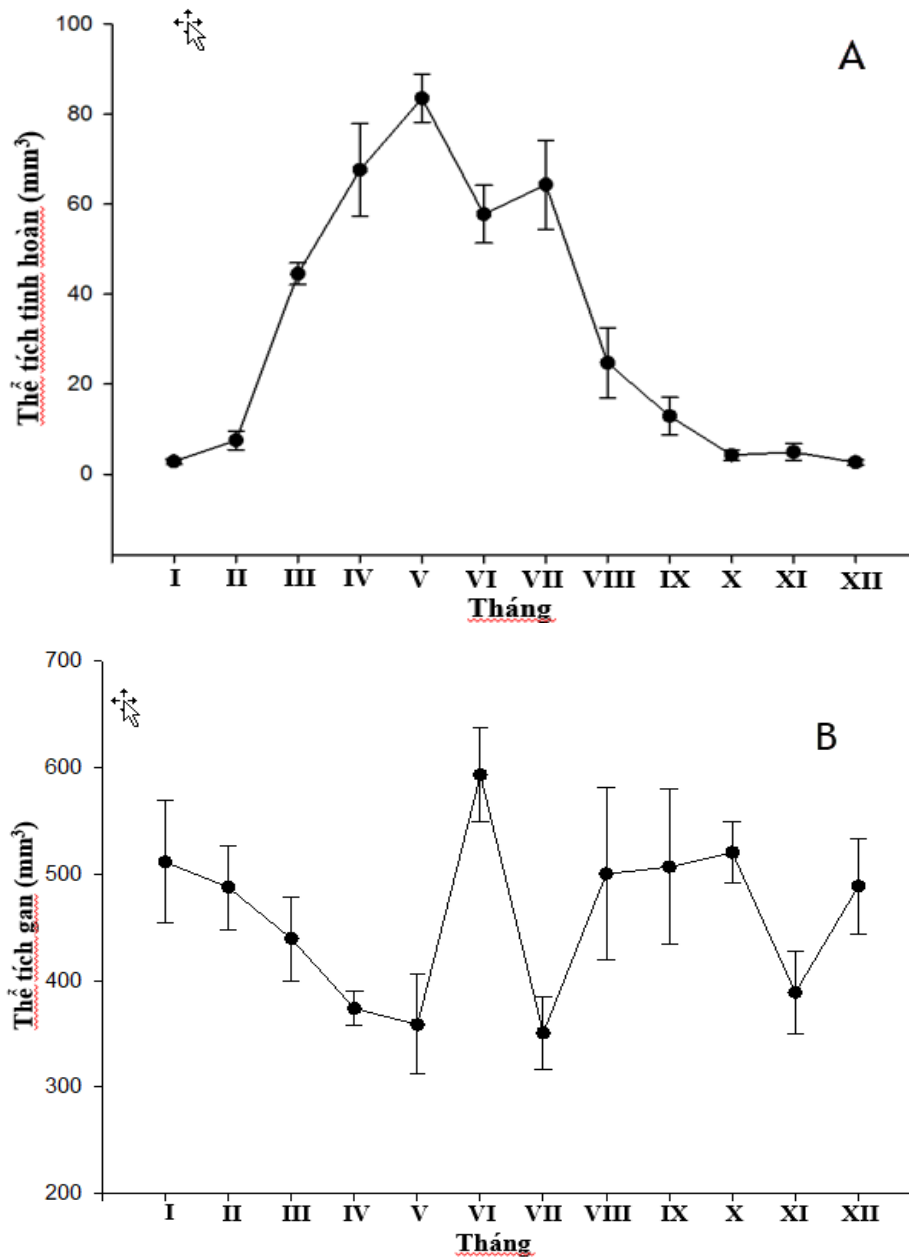 100
A
80
60
40
20
0
Thể tích tinh hoàn (mm³)
I II III IV V VI VII VIII IX X XI XII
Tháng
700
B
600
500
400
300
200
Thể tích gan (mm³)
I II III IV V VI VII VIII IX X XI XII
Tháng